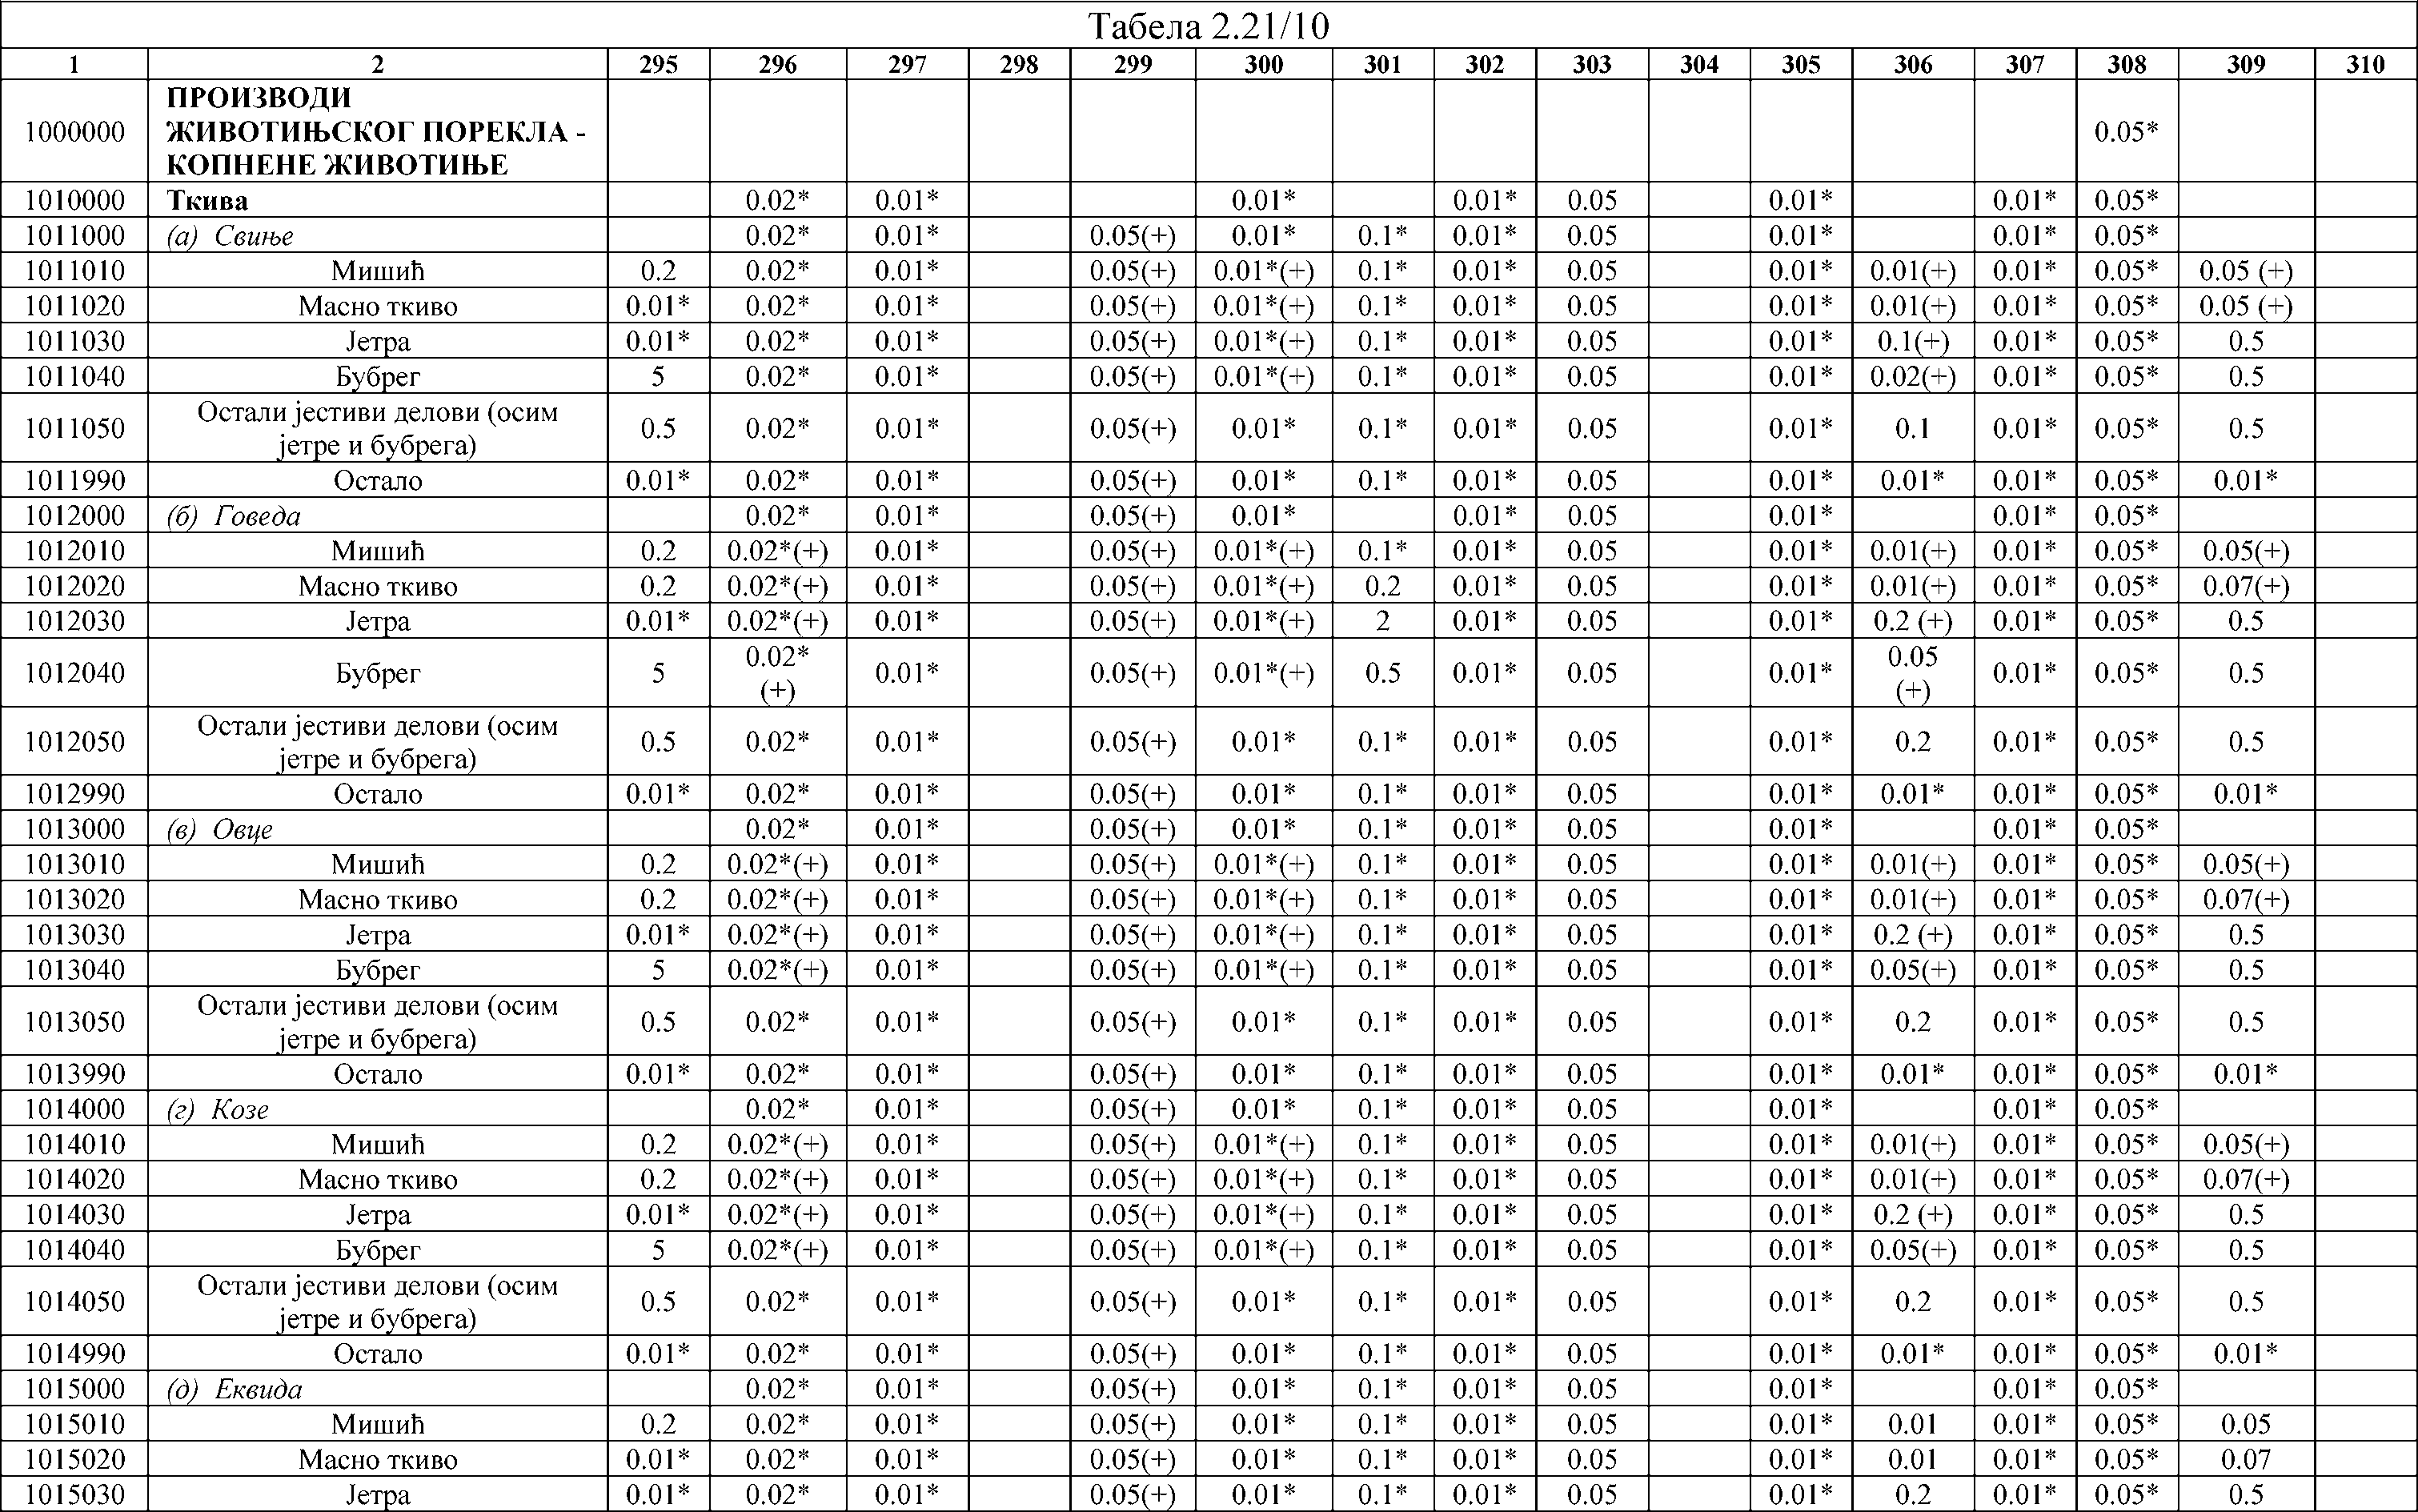 Табела 2.21/10
1 2 295 296 297 298 299 300 301 302 303 304 305 306 307 308 309 310
ПРОИЗВОДИ
1000000 ЖИВОТИЊСКОГ ПОРЕКЛА - 0.05*
КОПНЕНЕ ЖИВОТИЊЕ
1010000 Ткива 0.02* 0.01* 0.01* 0.01* 0.05 0.01* 0.01* 0.05*
1011000 (а) Свиње 0.02* 0.01* 0.05(+) 0.01* 0.1* 0.01* 0.05 0.01* 0.01* 0.05*
1011010 Мишић 0.2 0.02* 0.01* 0.05(+) 0.01*(+) 0.1* 0.01* 0.05 0.01* 0.01(+) 0.01* 0.05* 0.05 (+)
1011020 Масно ткиво 0.01* 0.02* 0.01* 0.05(+) 0.01*(+) 0.1* 0.01* 0.05 0.01* 0.01(+) 0.01* 0.05* 0.05 (+)
1011030 Јетра 0.01* 0.02* 0.01* 0.05(+) 0.01*(+) 0.1* 0.01* 0.05 0.01* 0.1(+) 0.01* 0.05* 0.5
1011040 Бубрег 5 0.02* 0.01* 0.05(+) 0.01*(+) 0.1* 0.01* 0.05 0.01* 0.02(+) 0.01* 0.05* 0.5
Остали јестиви делови (осим
1011050 0.5 0.02* 0.01* 0.05(+) 0.01* 0.1* 0.01* 0.05 0.01* 0.1 0.01* 0.05* 0.5
јетре и бубрега)
1011990 Остало 0.01* 0.02* 0.01* 0.05(+) 0.01* 0.1* 0.01* 0.05 0.01* 0.01* 0.01* 0.05* 0.01*
1012000 (б) Говеда 0.02* 0.01* 0.05(+) 0.01* 0.01* 0.05 0.01* 0.01* 0.05*
1012010 Мишић 0.2 0.02*(+) 0.01* 0.05(+) 0.01*(+) 0.1* 0.01* 0.05 0.01* 0.01(+) 0.01* 0.05* 0.05(+)
1012020 Масно ткиво 0.2 0.02*(+) 0.01* 0.05(+) 0.01*(+) 0.2 0.01* 0.05 0.01* 0.01(+) 0.01* 0.05* 0.07(+)
1012030 Јетра 0.01* 0.02*(+) 0.01* 0.05(+) 0.01*(+) 2 0.01* 0.05 0.01* 0.2 (+) 0.01* 0.05* 0.5
0.02* 0.05
1012040 Бубрег 5 0.01* 0.05(+) 0.01*(+) 0.5 0.01* 0.05 0.01* 0.01* 0.05* 0.5
(+) (+)
Остали јестиви делови (осим
1012050 0.5 0.02* 0.01* 0.05(+) 0.01* 0.1* 0.01* 0.05 0.01* 0.2 0.01* 0.05* 0.5
јетре и бубрега)
1012990 Остало 0.01* 0.02* 0.01* 0.05(+) 0.01* 0.1* 0.01* 0.05 0.01* 0.01* 0.01* 0.05* 0.01*
1013000 (в) Овце 0.02* 0.01* 0.05(+) 0.01* 0.1* 0.01* 0.05 0.01* 0.01* 0.05*
1013010 Мишић 0.2 0.02*(+) 0.01* 0.05(+) 0.01*(+) 0.1* 0.01* 0.05 0.01* 0.01(+) 0.01* 0.05* 0.05(+)
1013020 Масно ткиво 0.2 0.02*(+) 0.01* 0.05(+) 0.01*(+) 0.1* 0.01* 0.05 0.01* 0.01(+) 0.01* 0.05* 0.07(+)
1013030 Јетра 0.01* 0.02*(+) 0.01* 0.05(+) 0.01*(+) 0.1* 0.01* 0.05 0.01* 0.2 (+) 0.01* 0.05* 0.5
1013040 Бубрег 5 0.02*(+) 0.01* 0.05(+) 0.01*(+) 0.1* 0.01* 0.05 0.01* 0.05(+) 0.01* 0.05* 0.5
Остали јестиви делови (осим
1013050 0.5 0.02* 0.01* 0.05(+) 0.01* 0.1* 0.01* 0.05 0.01* 0.2 0.01* 0.05* 0.5
јетре и бубрега)
1013990 Остало 0.01* 0.02* 0.01* 0.05(+) 0.01* 0.1* 0.01* 0.05 0.01* 0.01* 0.01* 0.05* 0.01*
1014000 (г) Козе 0.02* 0.01* 0.05(+) 0.01* 0.1* 0.01* 0.05 0.01* 0.01* 0.05*
1014010 Мишић 0.2 0.02*(+) 0.01* 0.05(+) 0.01*(+) 0.1* 0.01* 0.05 0.01* 0.01(+) 0.01* 0.05* 0.05(+)
1014020 Масно ткиво 0.2 0.02*(+) 0.01* 0.05(+) 0.01*(+) 0.1* 0.01* 0.05 0.01* 0.01(+) 0.01* 0.05* 0.07(+)
1014030 Јетра 0.01* 0.02*(+) 0.01* 0.05(+) 0.01*(+) 0.1* 0.01* 0.05 0.01* 0.2 (+) 0.01* 0.05* 0.5
1014040 Бубрег 5 0.02*(+) 0.01* 0.05(+) 0.01*(+) 0.1* 0.01* 0.05 0.01* 0.05(+) 0.01* 0.05* 0.5
Остали јестиви делови (осим
1014050 0.5 0.02* 0.01* 0.05(+) 0.01* 0.1* 0.01* 0.05 0.01* 0.2 0.01* 0.05* 0.5
јетре и бубрега)
1014990 Остало 0.01* 0.02* 0.01* 0.05(+) 0.01* 0.1* 0.01* 0.05 0.01* 0.01* 0.01* 0.05* 0.01*
1015000 (д) Еквида 0.02* 0.01* 0.05(+) 0.01* 0.1* 0.01* 0.05 0.01* 0.01* 0.05*
1015010 Мишић 0.2 0.02* 0.01* 0.05(+) 0.01* 0.1* 0.01* 0.05 0.01* 0.01 0.01* 0.05* 0.05
1015020 Масно ткиво 0.01* 0.02* 0.01* 0.05(+) 0.01* 0.1* 0.01* 0.05 0.01* 0.01 0.01* 0.05* 0.07
1015030 Јетра 0.01* 0.02* 0.01* 0.05(+) 0.01* 0.1* 0.01* 0.05 0.01* 0.2 0.01* 0.05* 0.5